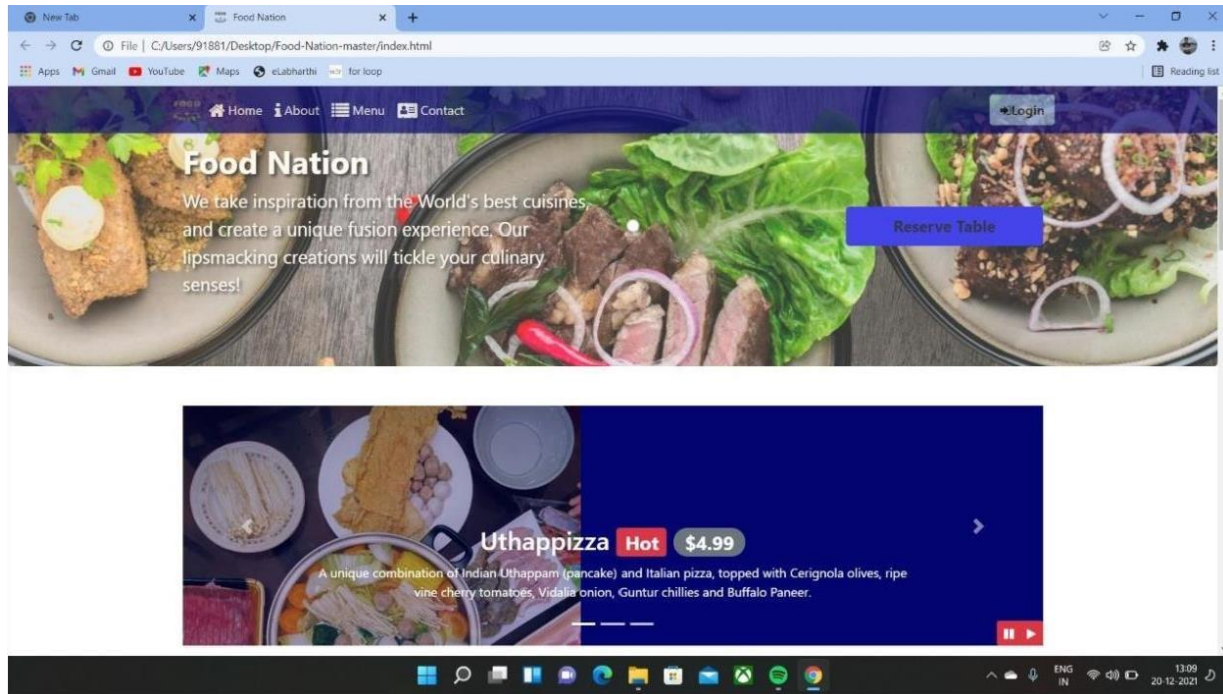 New Tab
Food Nation
File | C:/Users/91881/Desktop/Food-Nation-master/index.html
Apps Gmail YouTube Maps eLabharthi for loop Reading list
Home About Menu Contact Login
Food Nation
We take inspiration from the World's best cuisines,
and create a unique fusion experience. Our
lipsmacking creations will tickle your culinary
senses!
Reserve Table
Uthappizza Hot $4.99
A unique combination of Indian Uthappam (pancake) and Italian pizza, topped with Cerignola olives, ripe
vine cherry tomatoes, Vidalia onion, Guntur chillies and Buffalo Paneer.
ENG
IN
13:09
20-12-2021